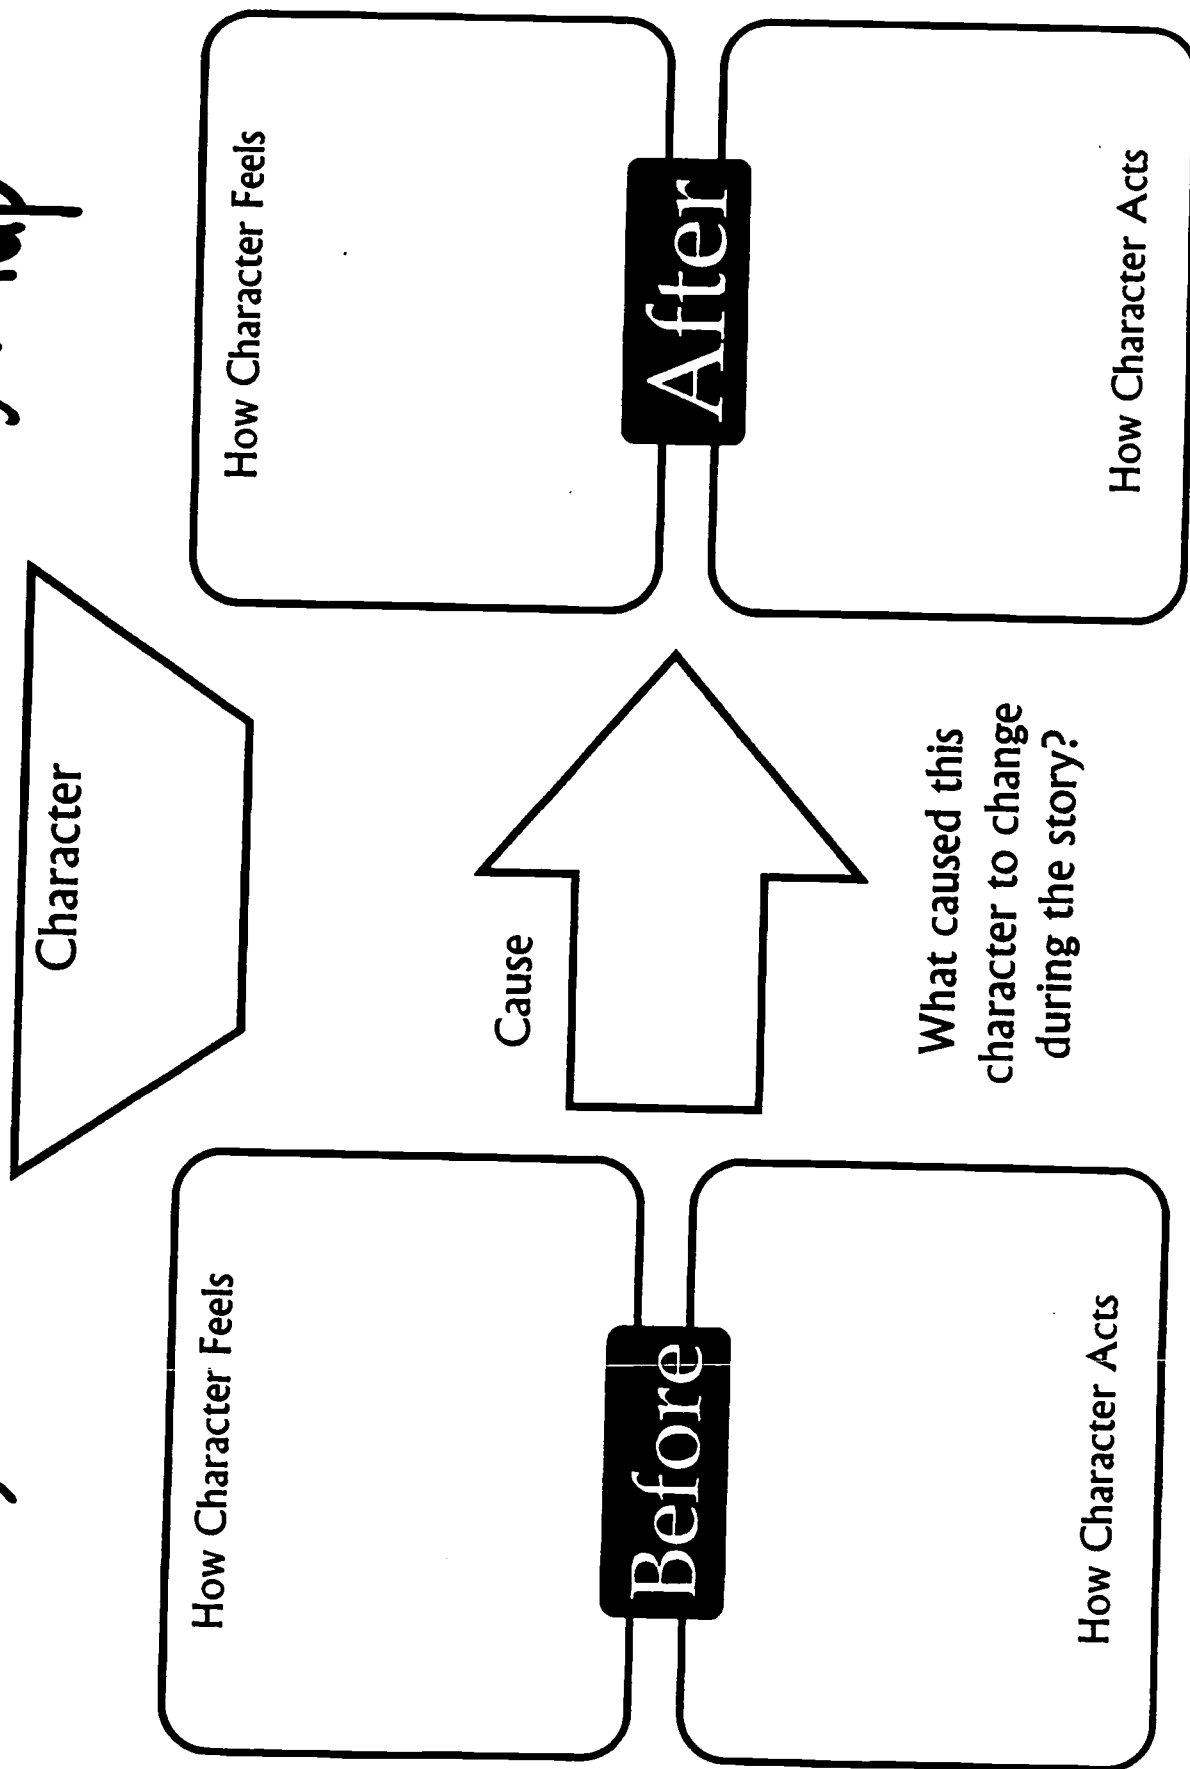 Character
How Character Feels
Before
How Character Acts
Cause
What caused this
character to change
during the story?
How Character Feels
After
How Character Acts